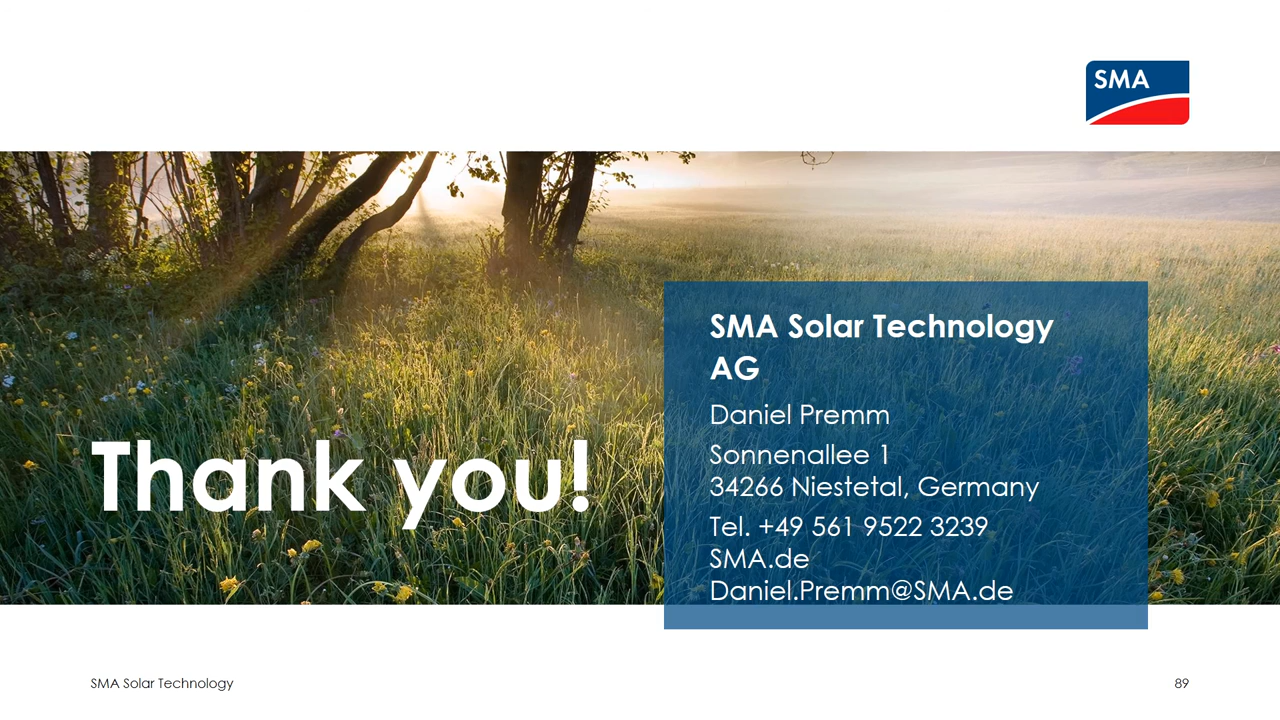 SMA
Thank you!
SMA Solar Technology
AG
Daniel Premm
Sonnenallee 1
34266 Niestetal, Germany
Tel. +49 561 9522 3239
SMA.de
Daniel.Premm@SMA.de
SMA Solar Technology
89